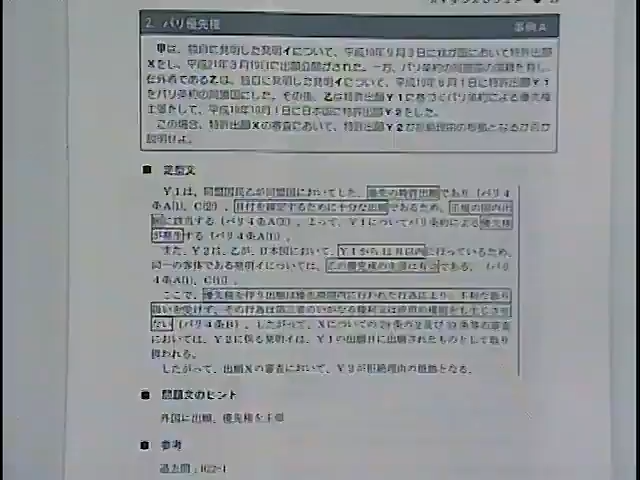 2. パリ優先権
事例A
甲は、独自に発明した発明イについて、平成19年9月3日に我が国において特許出願
Xをし、平成21年3月19日に出願公開がされた。一方、パリ条約の同盟国の国籍を有し、
在外者である乙は、独自に発明した発明イについて、平成19年6月1日に特許出願Y1
をパリ条約の同盟国にした。その後、乙は特許出願Y1に基づくパリ条約による優先権
主張をして、平成19年10月1日に日本国に特許出願Y2をした。
この場合、特許出願Xの審査において、特許出願Y2が拒絶理由の根拠となるか否か
説明せよ。
■ 定型文
Y1は、同盟国民乙が同盟国においてした、最先の特許出願であり(パリ4
条A(1)、C(2))、日付を確定するために十分な出願であるため、正規の国内出
願に該当する(パリ4条A(3))。よって、Y1についてパリ条約による優先権
が発生する(パリ4条A(1))。
また、Y2は、乙が、日本国において、Y1から12月以内に行っているため、
同一の客体である発明イについては、乙の優先権の主張は有効である。(パリ
4条A(1)、C(1))。
ここで、優先権を伴う出願は優先期間内に行われた行為により、不利な取り
扱いを受けず、その行為は第三者のいかなる権利又は使用の権能をも生じさせ
ない(パリ4条B)。したがって、Xについての29条の2及び39条等の審査
においては、Y2に係る発明イは、Y1の出願日に出願されたものとして取り
扱われる。
したがって、出願Xの審査において、Y2が拒絶理由の根拠となる。
■ 問題文のヒント
外国に出願、優先権を主張
■ 参考
過去問:H22-1